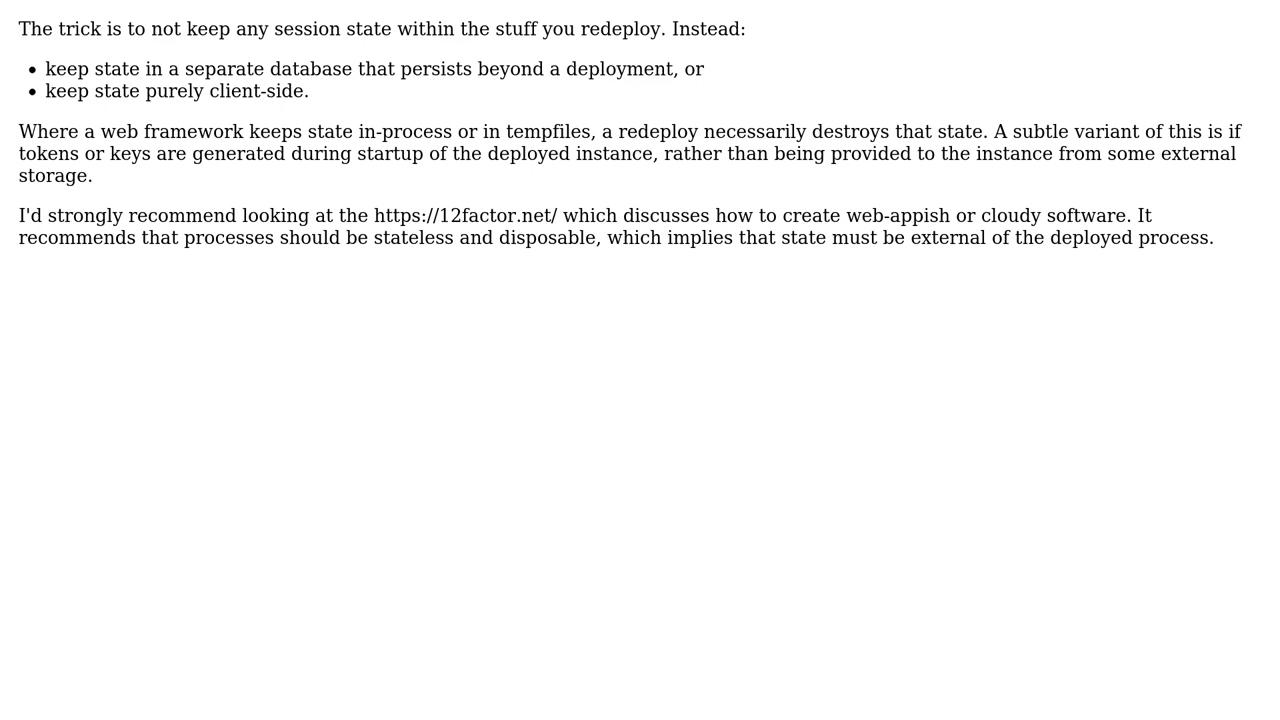 The trick is to not keep any session state within the stuff you redeploy. Instead:
• keep state in a separate database that persists beyond a deployment, or
• keep state purely client-side.
Where a web framework keeps state in-process or in tempfiles, a redeploy necessarily destroys that state. A subtle variant of this is if
tokens or keys are generated during startup of the deployed instance, rather than being provided to the instance from some external
storage.
I'd strongly recommend looking at the https://12factor.net/ which discusses how to create web-appish or cloudy software. It
recommends that processes should be stateless and disposable, which implies that state must be external of the deployed process.